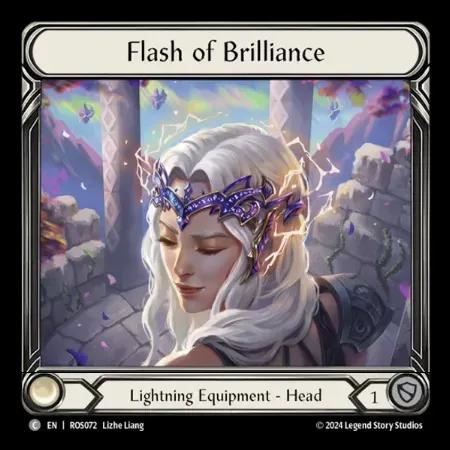 Flash of Brilliance
Lightning Equipment - Head
1
C EN | ROS072 Lizhe Liang
© 2024 Legend Story Studios